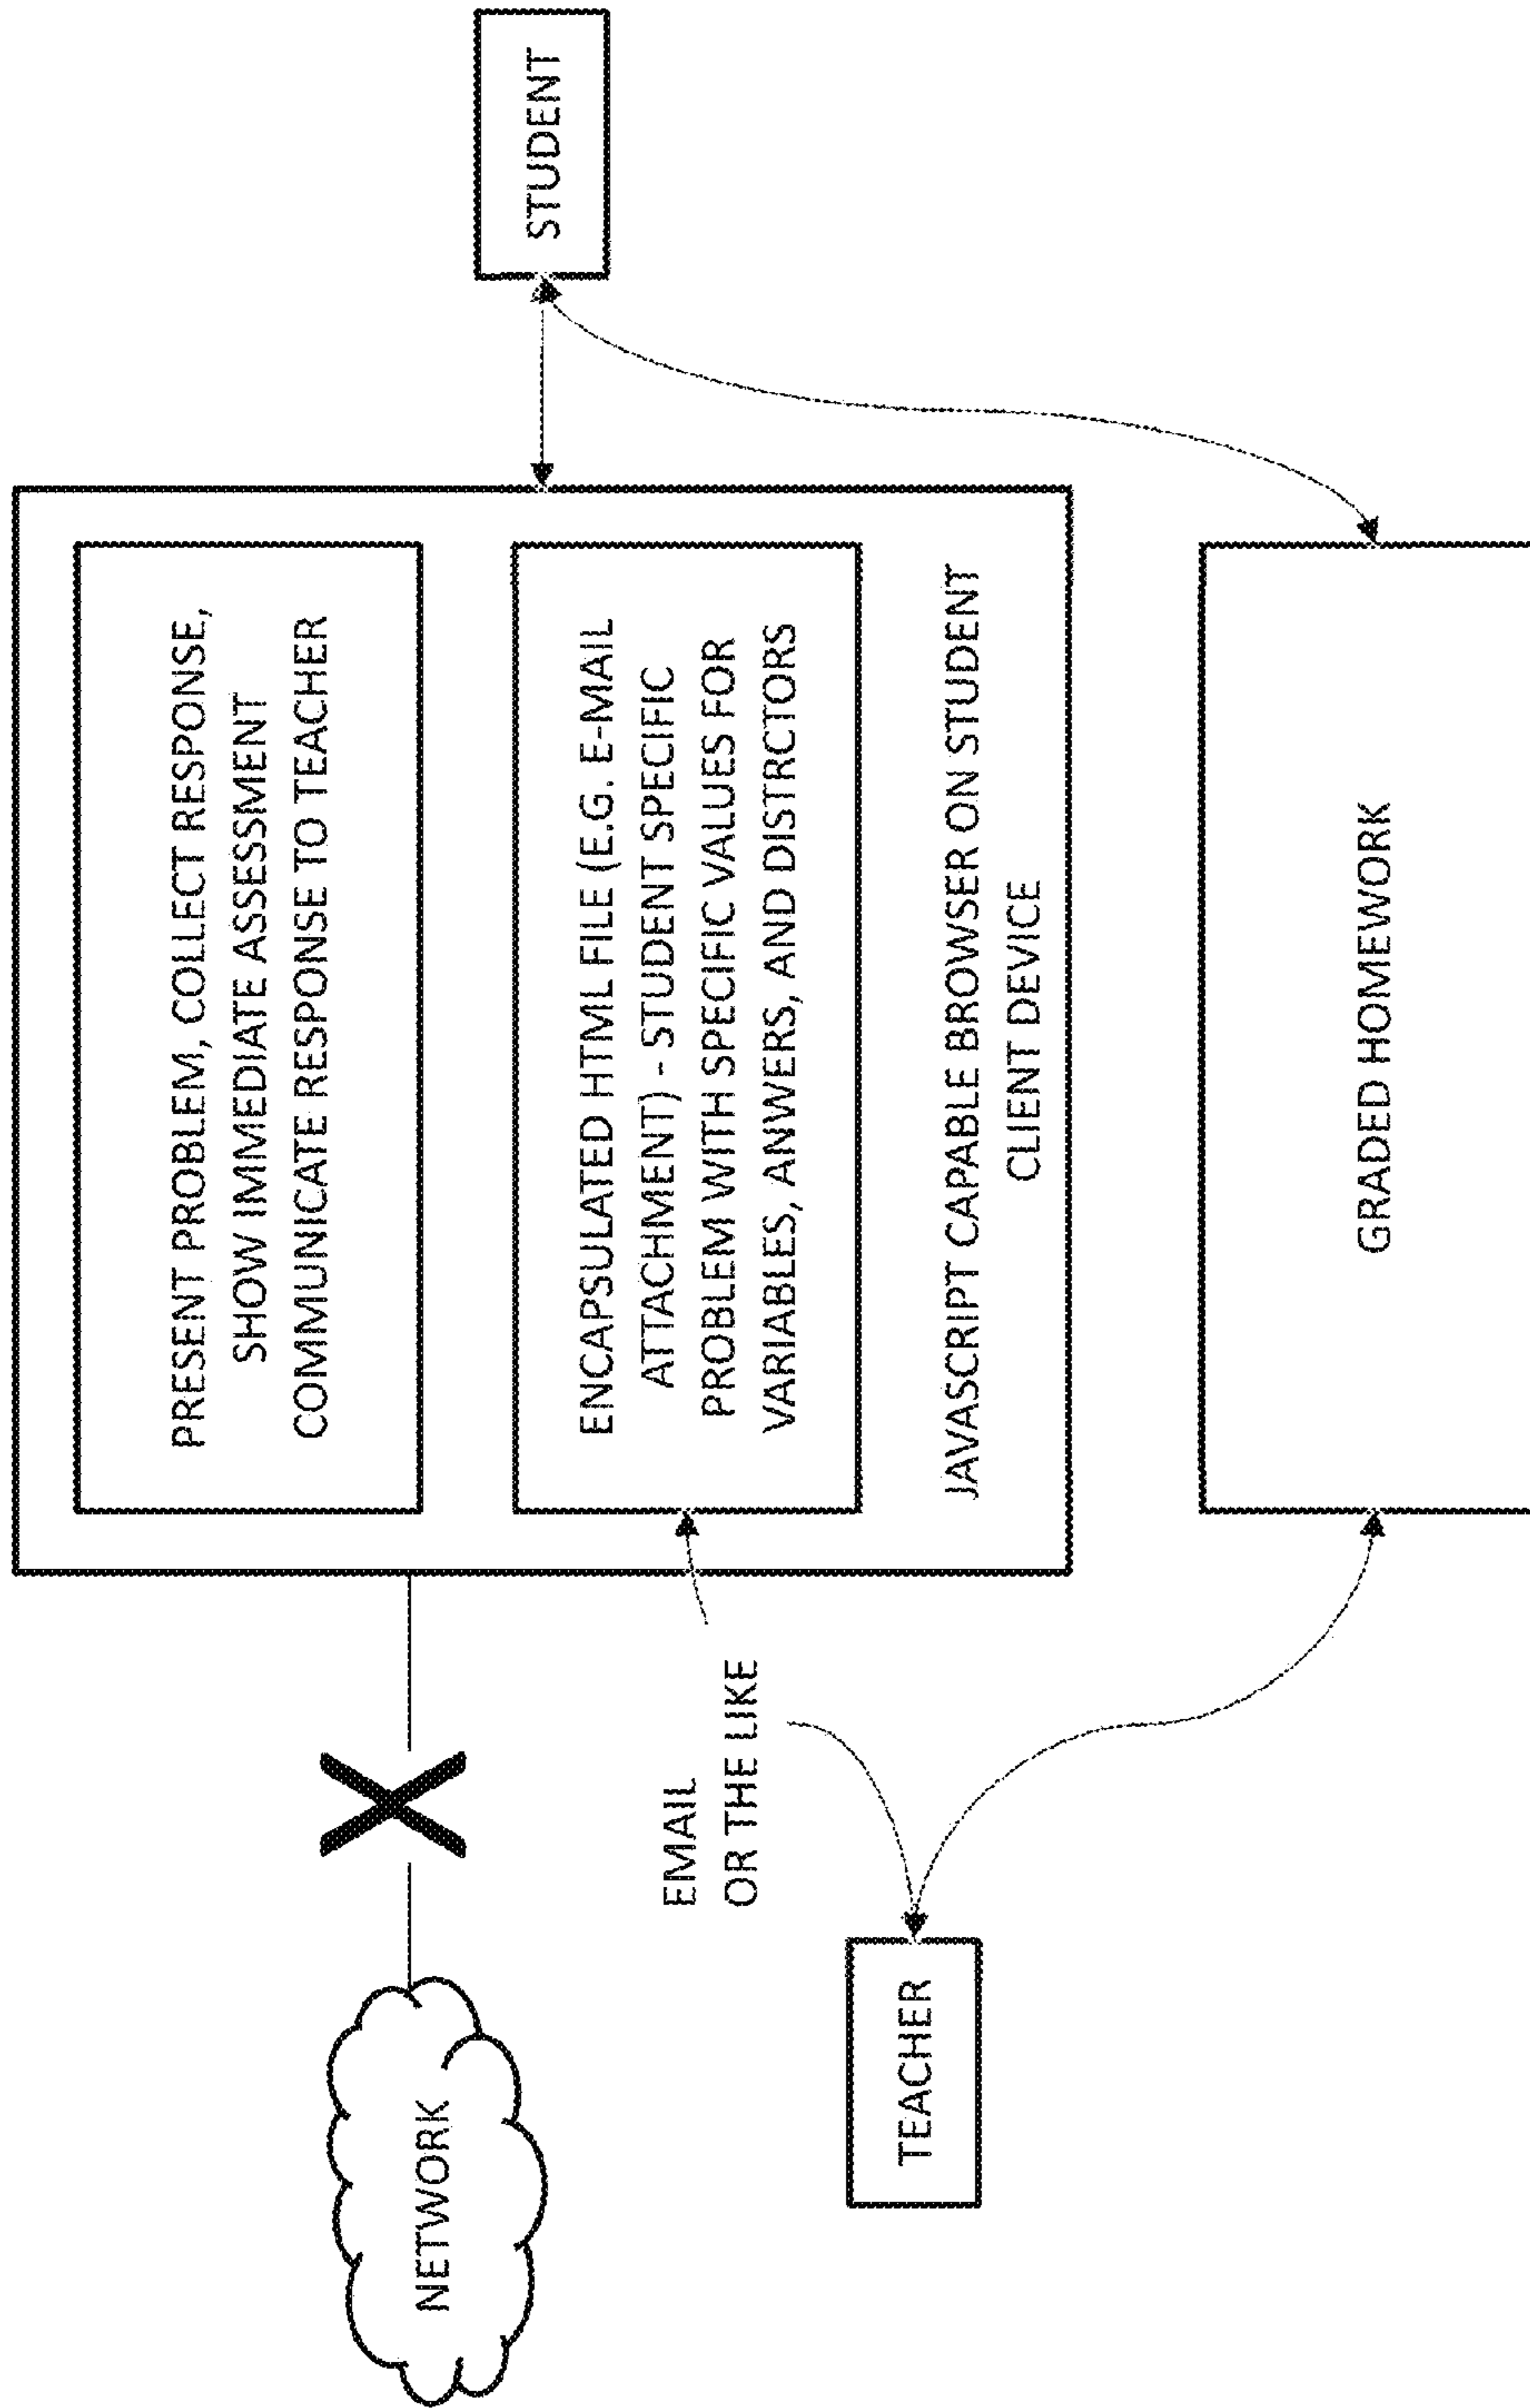 NETWORK
PRESENT PROBLEM, COLLECT RESPONSE,
SHOW IMMEDIATE ASSESSMENT
COMMUNICATE RESPONSE TO TEACHER
ENCAPSULATED HTML FILE (E.G. E-MAIL
ATTACHMENT) - STUDENT SPECIFIC
PROBLEM WITH SPECIFIC VALUES FOR
VARIABLES, ANWERS, AND DISTRCTORS
JAVASCRIPT CAPABLE BROWSER ON STUDENT
CLIENT DEVICE
STUDENT
EMAIL
OR THE LIKE
TEACHER
GRADED HOMEWORK